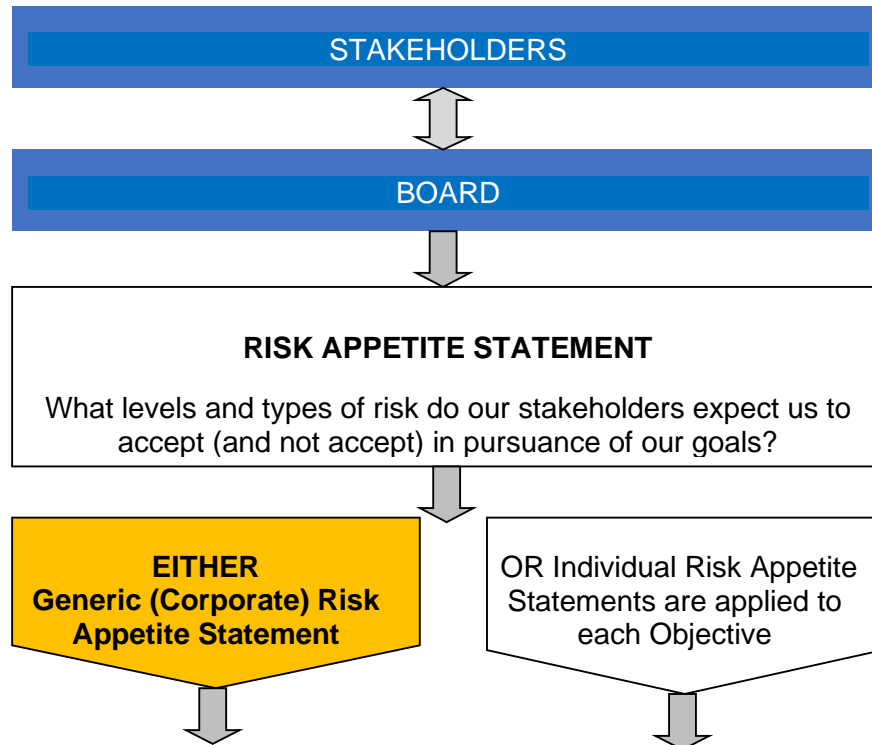 STAKEHOLDERS
BOARD
RISK APPETITE STATEMENT
What levels and types of risk do our stakeholders expect us to
accept (and not accept) in pursuance of our goals?
EITHER
Generic (Corporate) Risk
Appetite Statement
OR Individual Risk Appetite
Statements are applied to
each Objective